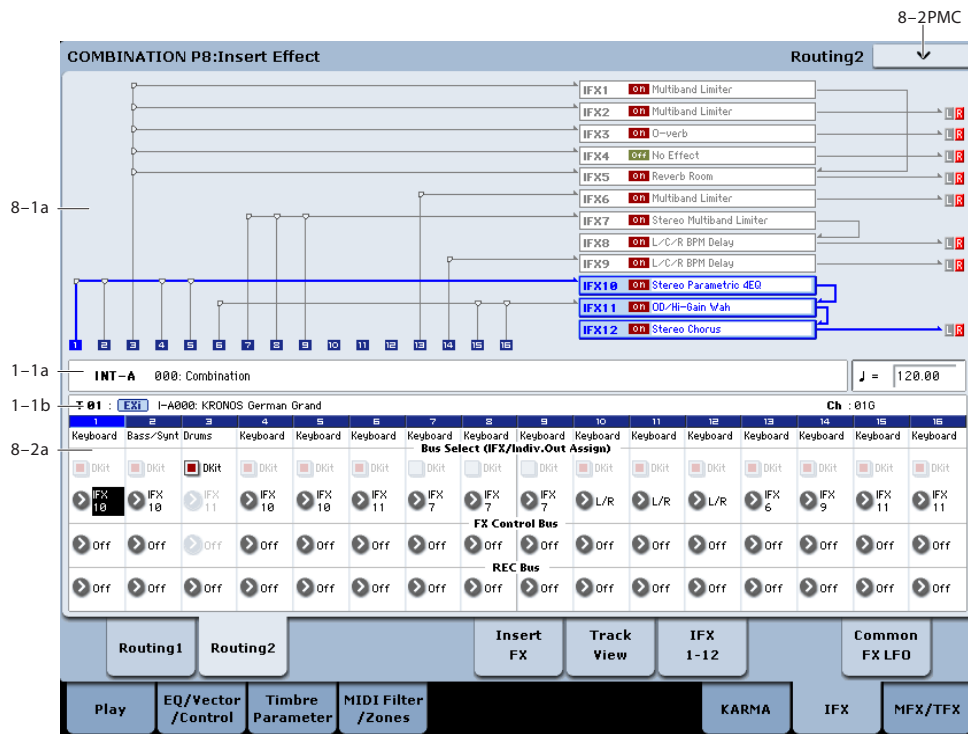 8–2PMC
COMBINATION P8:Insert Effect
Routing2
IFX1 On Multiband Limiter
IFX2 On Multiband Limiter L R
IFX3 On O-verb L R
IFX4 Off No Effect L R
IFX5 On Reverb Room L R
8–1a
IFX6 On Multiband Limiter L R
IFX7 On Stereo Multiband Limiter
IFX8 On L/C/R BPM Delay L R
IFX9 On L/C/R BPM Delay L R
IFX10 On Stereo Parametric 4EQ
IFX11 On OD/Hi-Gain Wah
IFX12 On Stereo Chorus L R
1 2 3 4 5 6 7 8 9 10 11 12 13 14 15 16
1–1a
INT-A 000: Combination
♩ = 120.00
1–1b
T 01 : EXi I-A000: KRONOS German Grand Ch :01G
1 2 3 4 5 6 7 8 9 10 11 12 13 14 15 16
Keyboard Bass/Synt Drums Keyboard Keyboard Keyboard Keyboard Keyboard Keyboard Keyboard Keyboard Keyboard Keyboard Keyboard Keyboard Keyboard
8–2a
Bus Select (IFX/Indiv.Out Assign)
DKit DKit DKit DKit DKit DKit DKit DKit DKit DKit DKit DKit DKit DKit DKit DKit
IFX IFX IFX IFX IFX IFX IFX IFX IFX L/R L/R L/R IFX IFX IFX IFX
10 10 11 10 10 11 7 7 7 6 9 11 11
FX Control Bus
Off Off Off Off Off Off Off Off Off Off Off Off Off Off Off Off
REC Bus
Off Off Off Off Off Off Off Off Off Off Off Off Off Off Off Off
Routing1
Routing2
Insert
FX
Track
View
IFX
1-12
Common
FX LFO
Play
EQ/Vector
/Control
Timbre
Parameter
MIDI Filter
/Zones
KARMA
IFX
MFX/TFX